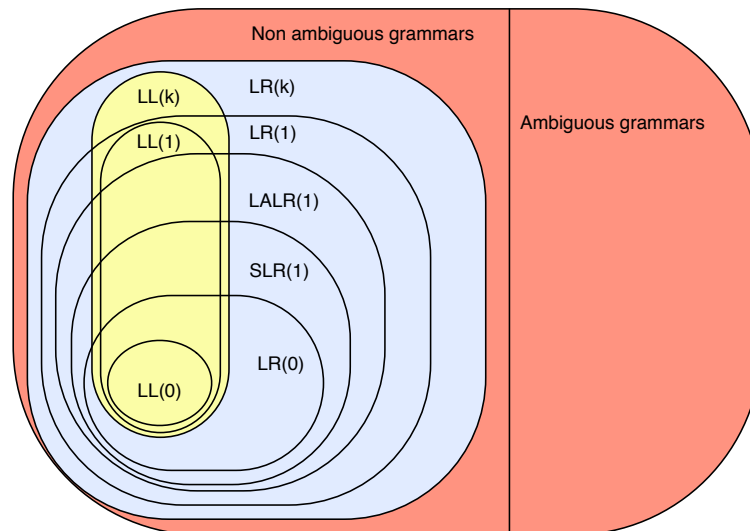 Non ambiguous grammars
LL(k)
LR(k)
Ambiguous grammars
LL(1)
LR(1)
LALR(1)
SLR(1)
LR(0)
LL(0)